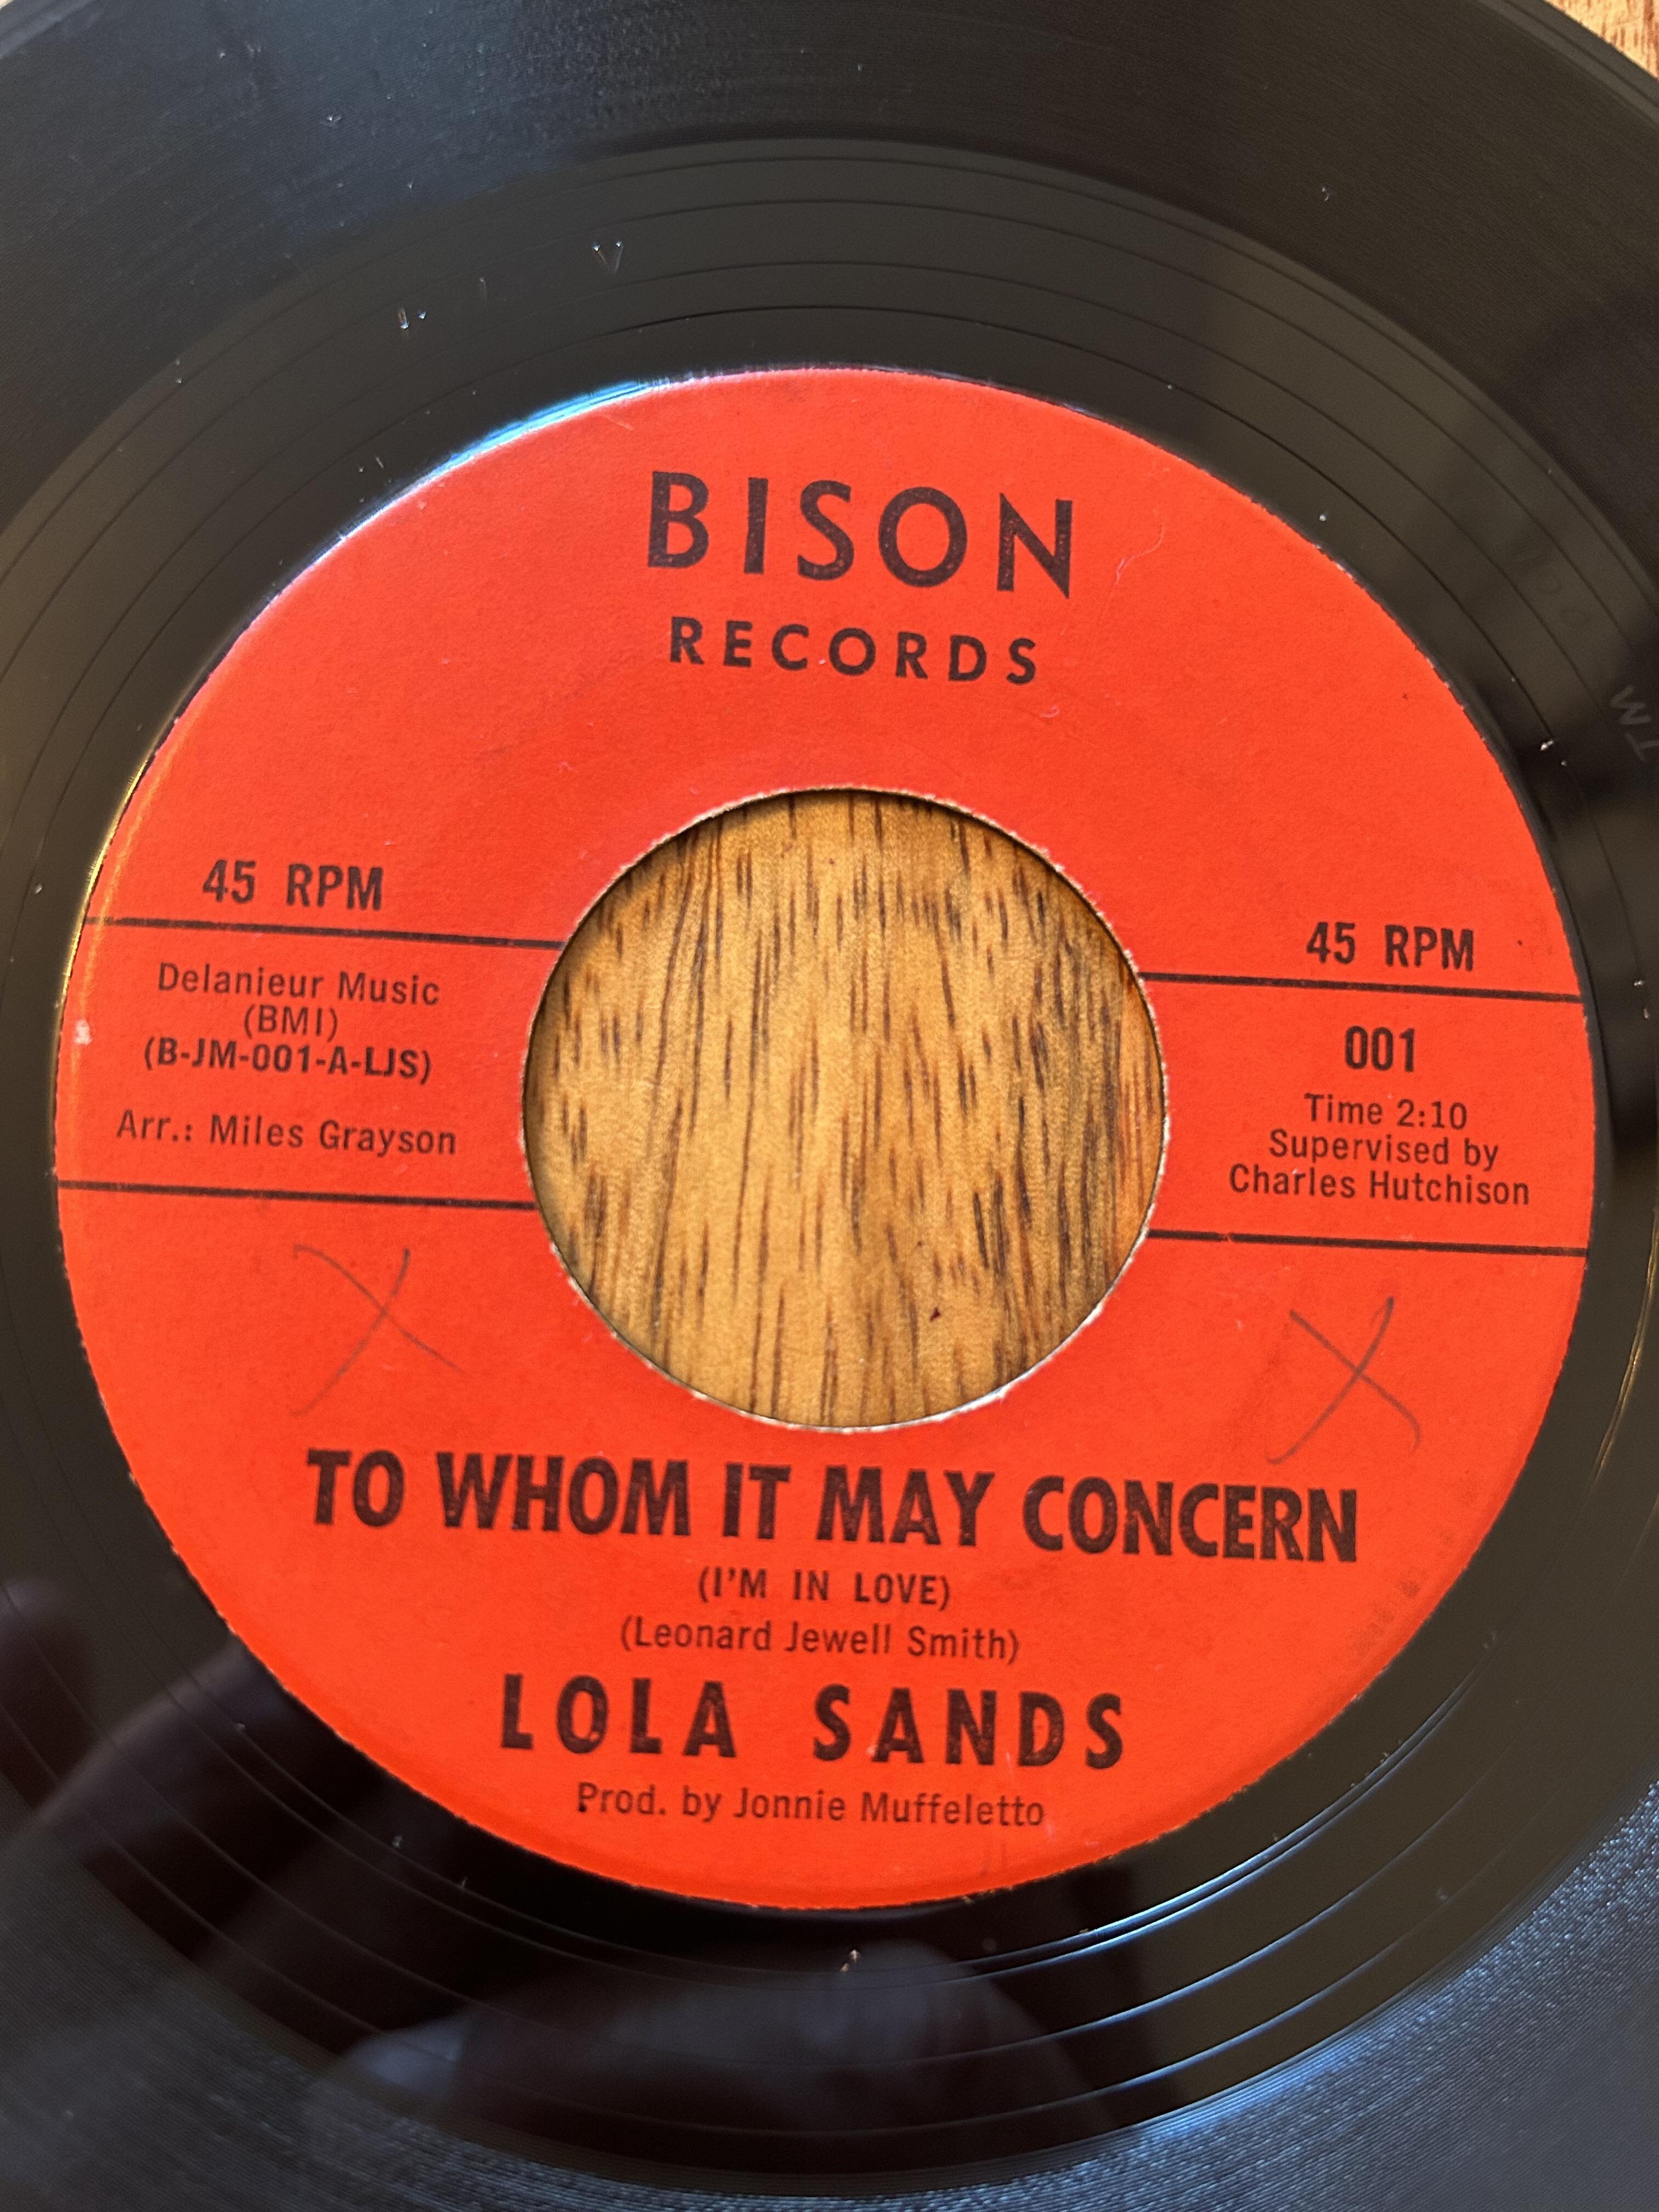 BISON
RECORDS
45 RPM
Delanieur Music
(BMI)
(B-JM-001-A-LJS)
Arr.: Miles Grayson
45 RPM
001
Time 2:10
Supervised by
Charles Hutchison
X
X
TO WHOM IT MAY CONCERN
(I'M IN LOVE)
(Leonard Jewell Smith)
LOLA SANDS
Prod. by Jonnie Muffeletto